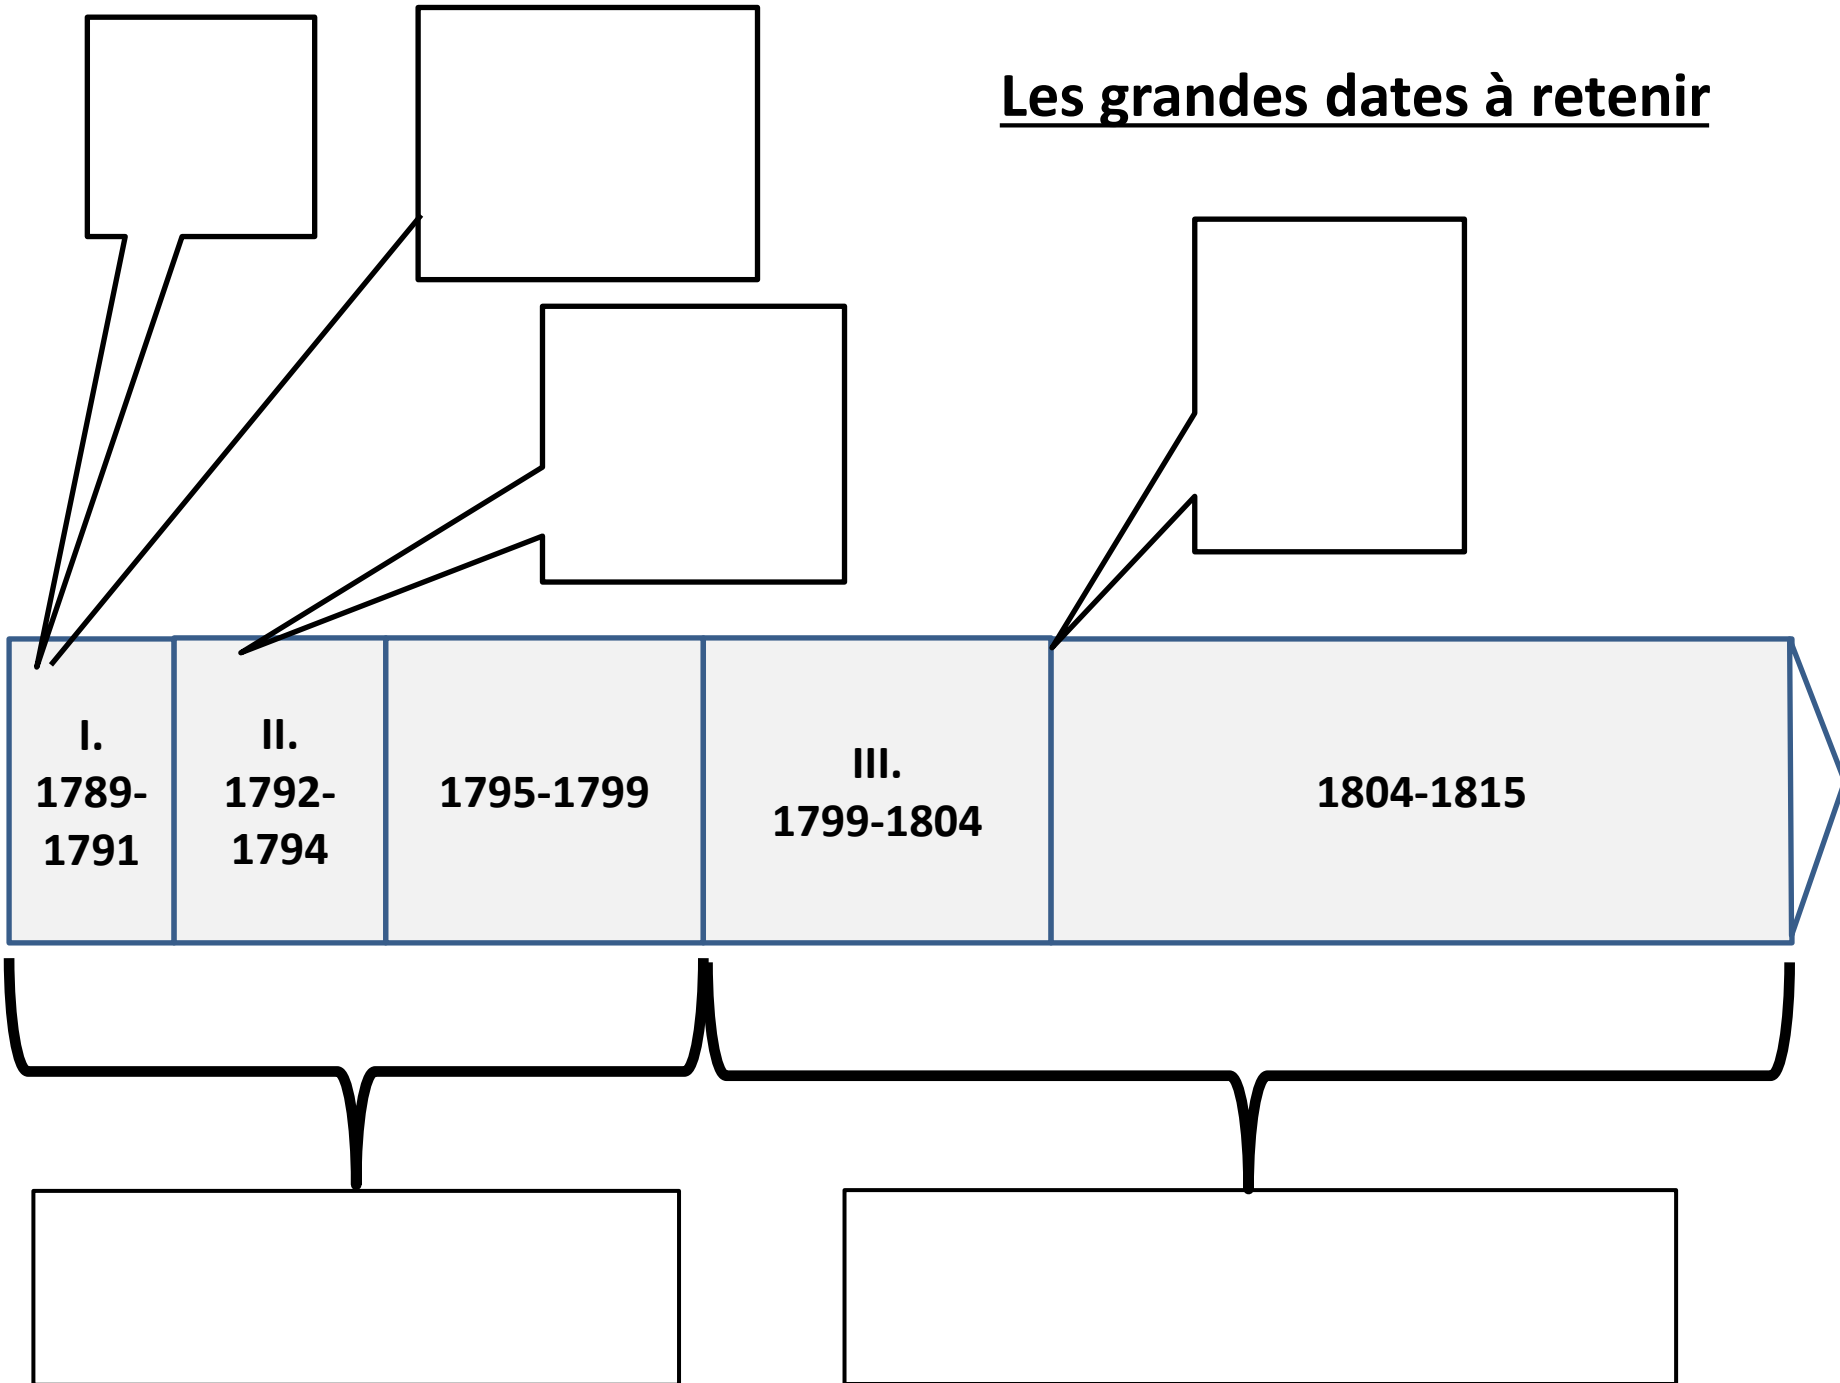 Les grandes dates à retenir
I.
1789-
1791
II.
1792-
1794
1795-1799
III.
1799-1804
1804-1815